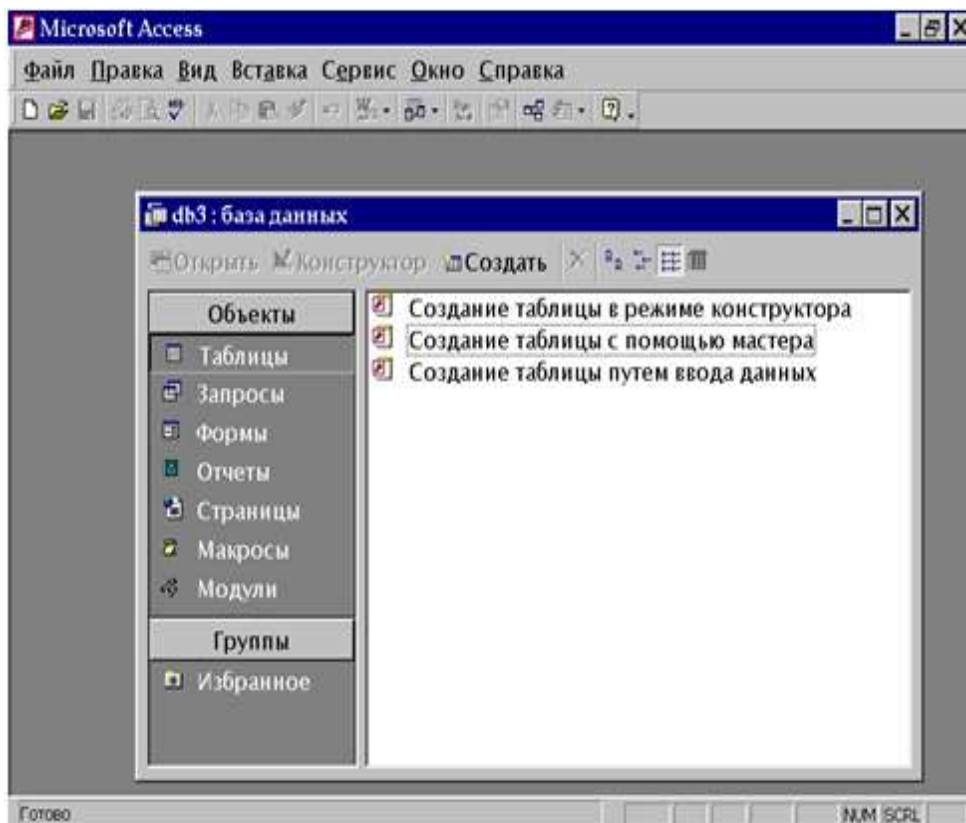 Microsoft Access
Файл Правка Вид Вставка Сервис Окно Справка
db3 : база данных
Открыть Конструктор Создать
Объекты
Таблицы
Запросы
Формы
Отчеты
Страницы
Макросы
Модули
Группы
Избранное
Создание таблицы в режиме конструктора
Создание таблицы с помощью мастера
Создание таблицы путем ввода данных
Готово NUM SCRL